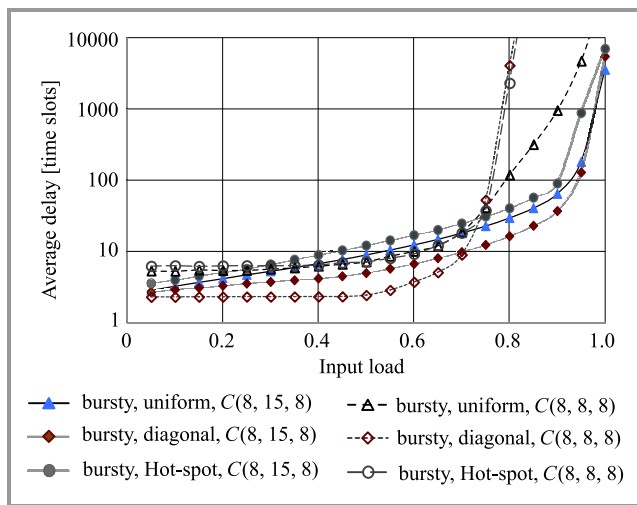 10000
1000
100
10
1
Average delay [time slots]
0 0.2 0.4 0.6 0.8 1.0
Input load
bursty, uniform, C(8, 15, 8)
bursty, diagonal, C(8, 15, 8)
bursty, Hot-spot, C(8, 15, 8)
bursty, uniform, C(8, 8, 8)
bursty, diagonal, C(8, 8, 8)
bursty, Hot-spot, C(8, 8, 8)